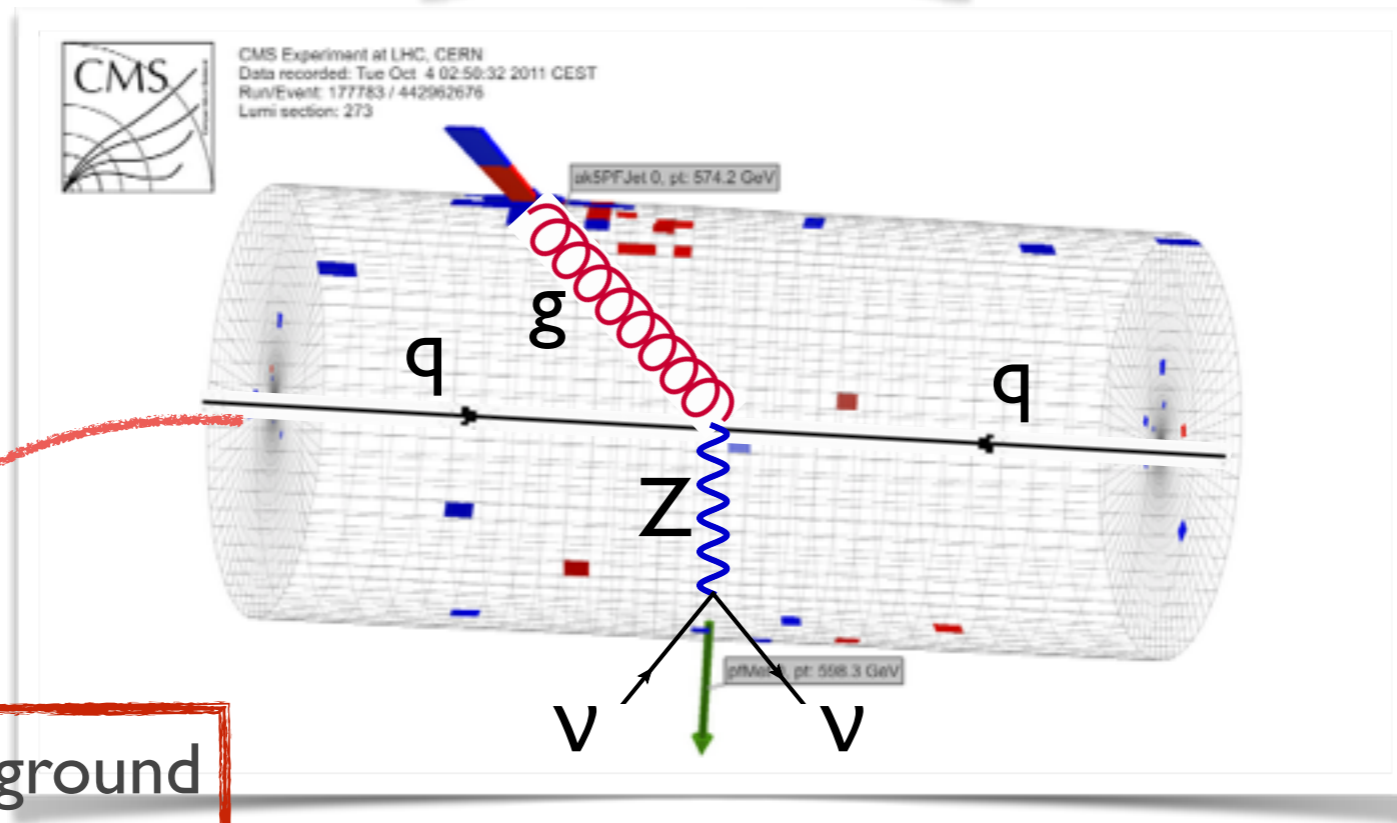 CMS
CMS Experiment at LHC, CERN
Data recorded: Tue Oct 4 02:50:32 2011 CEST
Run/Event: 177783 / 442962676
Lumi section: 273
ak5PFJet 0, pt: 574.2 GeV
g
q
q
Z
pt: 598.3 GeV
ν
ν
ground